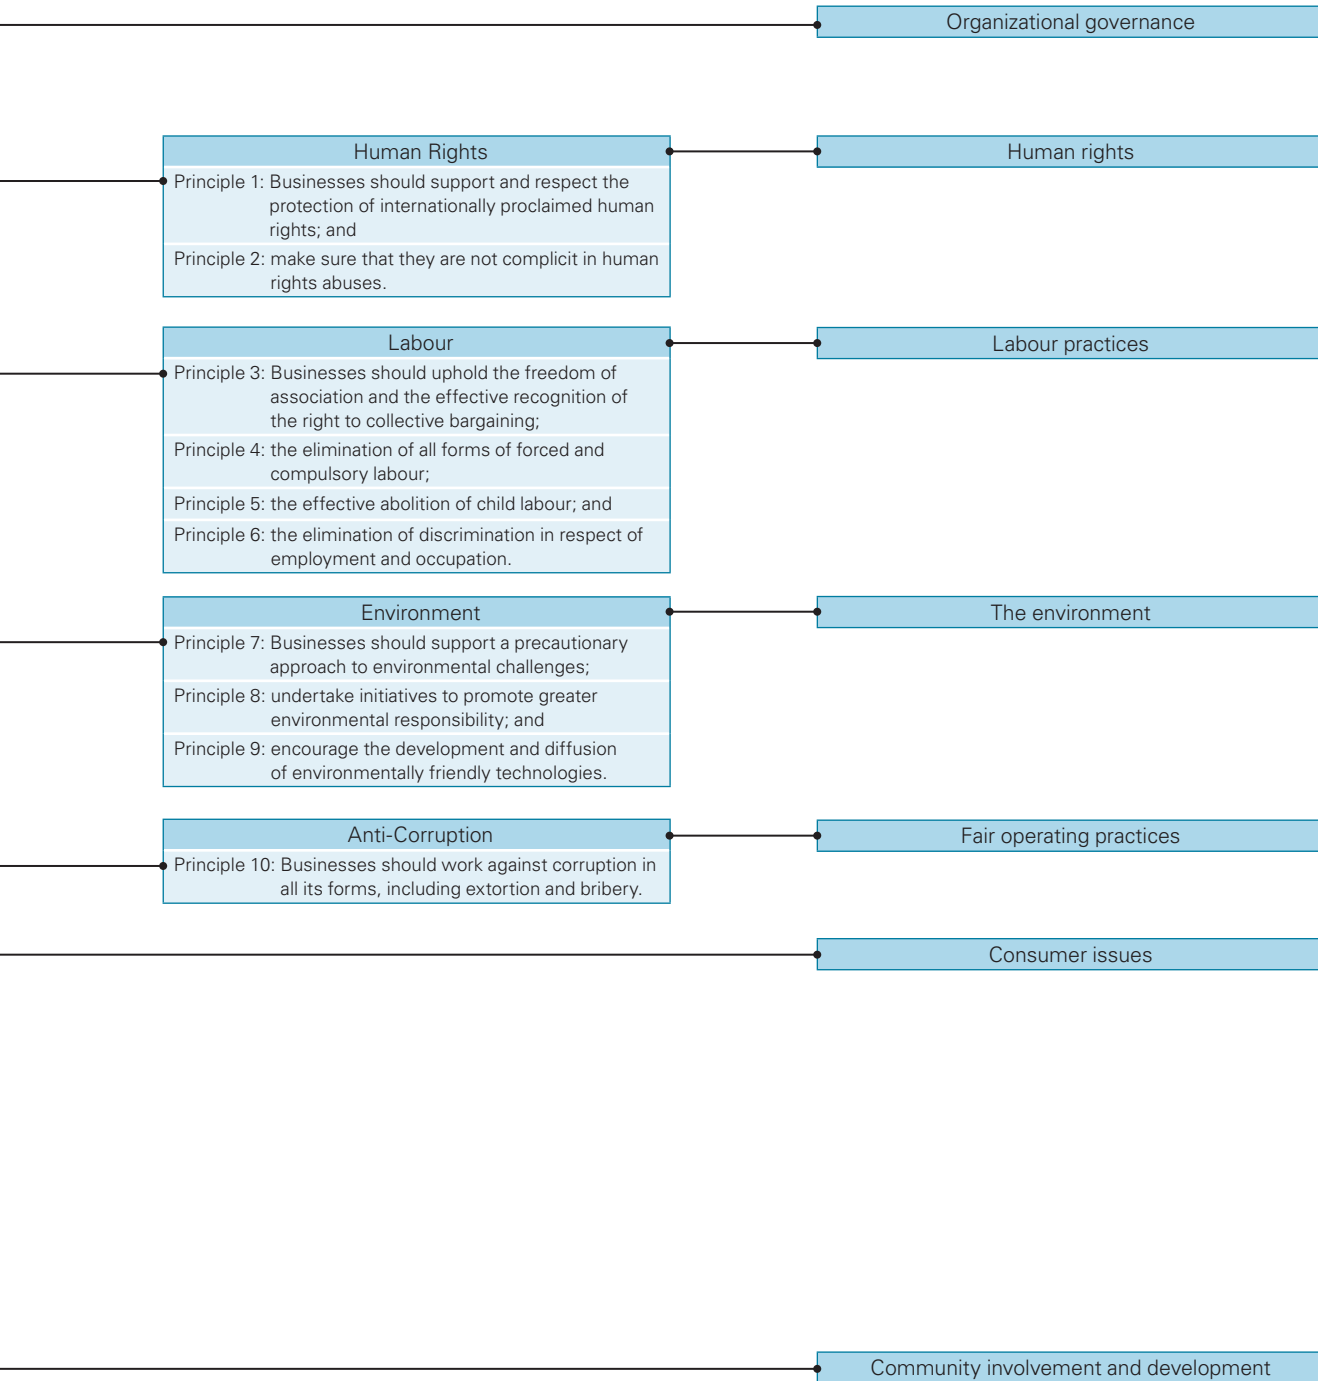 Organizational governance
Human Rights
Human rights
Principle 1: Businesses should support and respect the
protection of internationally proclaimed human
rights; and
Principle 2: make sure that they are not complicit in human
rights abuses.
Labour
Labour practices
Principle 3: Businesses should uphold the freedom of
association and the effective recognition of
the right to collective bargaining;
Principle 4: the elimination of all forms of forced and
compulsory labour;
Principle 5: the effective abolition of child labour; and
Principle 6: the elimination of discrimination in respect of
employment and occupation.
Environment
The environment
Principle 7: Businesses should support a precautionary
approach to environmental challenges;
Principle 8: undertake initiatives to promote greater
environmental responsibility; and
Principle 9: encourage the development and diffusion
of environmentally friendly technologies.
Anti-Corruption
Fair operating practices
Principle 10: Businesses should work against corruption in
all its forms, including extortion and bribery.
Consumer issues
Community involvement and development